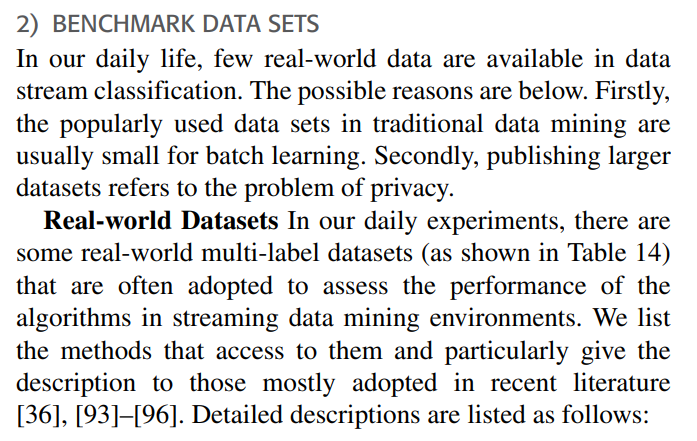 2) BENCHMARK DATA SETS
In our daily life, few real-world data are available in data
stream classification. The possible reasons are below. Firstly,
the popularly used data sets in traditional data mining are
usually small for batch learning. Secondly, publishing larger
datasets refers to the problem of privacy.
Real-world Datasets In our daily experiments, there are
some real-world multi-label datasets (as shown in Table 14)
that are often adopted to assess the performance of the
algorithms in streaming data mining environments. We list
the methods that access to them and particularly give the
description to those mostly adopted in recent literature
[36], [93]–[96]. Detailed descriptions are listed as follows: